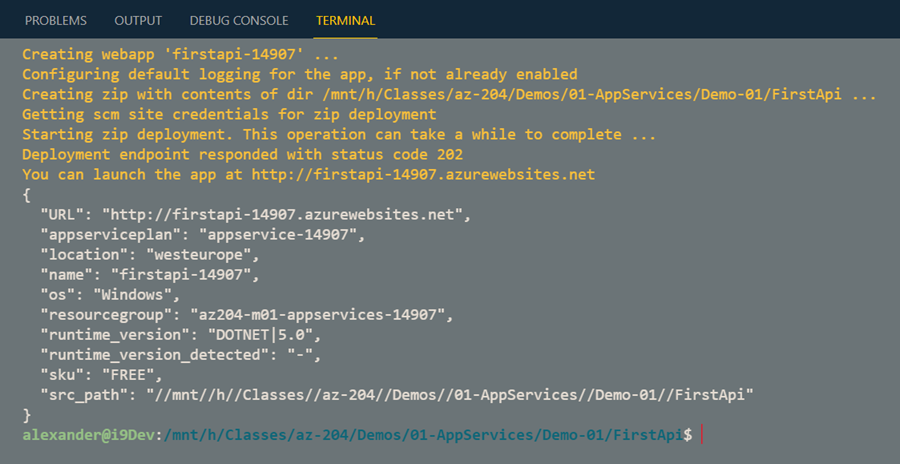 PROBLEMS OUTPUT DEBUG CONSOLE TERMINAL
Creating webapp 'firstapi-14907' ...
Configuring default logging for the app, if not already enabled
Creating zip with contents of dir /mnt/h/Classes/az-204/Demos/01-AppServices/Demo-01/FirstApi ...
Getting scm site credentials for zip deployment
Starting zip deployment. This operation can take a while to complete ...
Deployment endpoint responded with status code 202
You can launch the app at http://firstapi-14907.azurewebsites.net
{
  "URL": "http://firstapi-14907.azurewebsites.net",
  "appserviceplan": "appservice-14907",
  "location": "westeurope",
  "name": "firstapi-14907",
  "os": "Windows",
  "resourcegroup": "az204-m01-appservices-14907",
  "runtime_version": "DOTNET|5.0",
  "runtime_version_detected": "-",
  "sku": "FREE",
  "src_path": "//mnt//h//Classes//az-204//Demos//01-AppServices//Demo-01//FirstApi"
}
alexander@i9Dev:/mnt/h/Classes/az-204/Demos/01-AppServices/Demo-01/FirstApi$